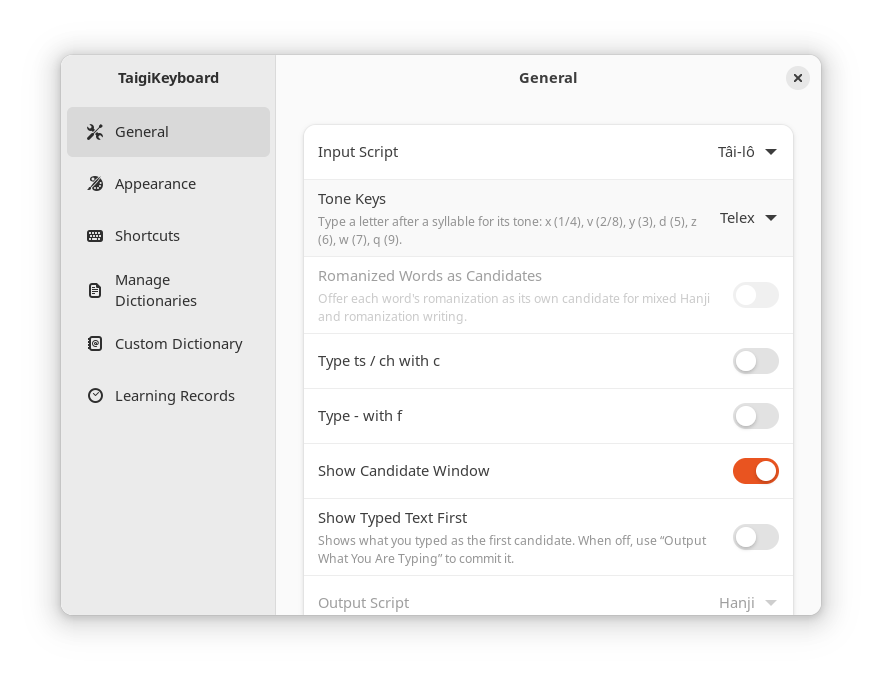 TaigiKeyboard
General
General
Appearance
Shortcuts
Manage
Dictionaries
Custom Dictionary
Learning Records
Input Script
Tâi-lô
Tone Keys
Type a letter after a syllable for its tone: x (1/4), v (2/8), y (3), d (5), z
(6), w (7), q (9).
Telex
Romanized Words as Candidates
Offer each word's romanization as its own candidate for mixed Hanji
and romanization writing.
Type ts / ch with c
Type - with f
Show Candidate Window
Show Typed Text First
Shows what you typed as the first candidate. When off, use “Output
What You Are Typing” to commit it.
Output Script
Hanji